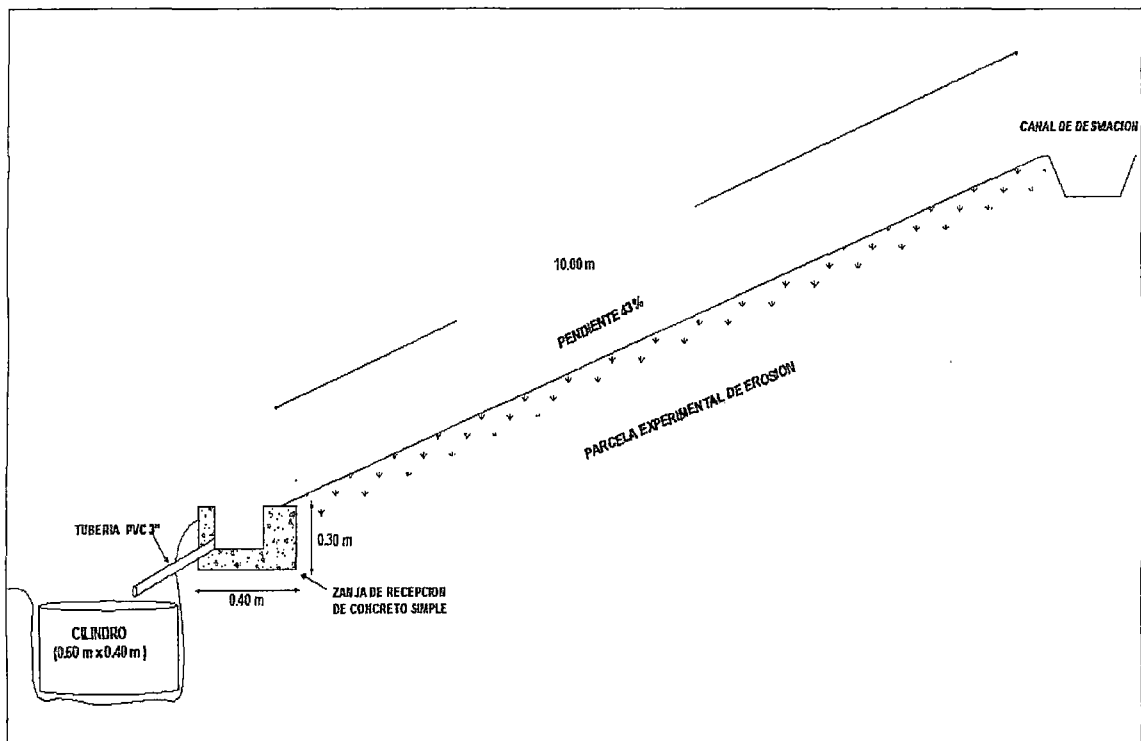 CANAL DE DESVIACION
10.00 m
PENDIENTE 43%
PARCELA EXPERIMENTAL DE EROSION
TUBERIA PVC 3"
0.30 m
0.40 m
ZANJA DE RECEPCION
DE CONCRETO SIMPLE
CILINDRO
(0.60 m x 0.40 m)